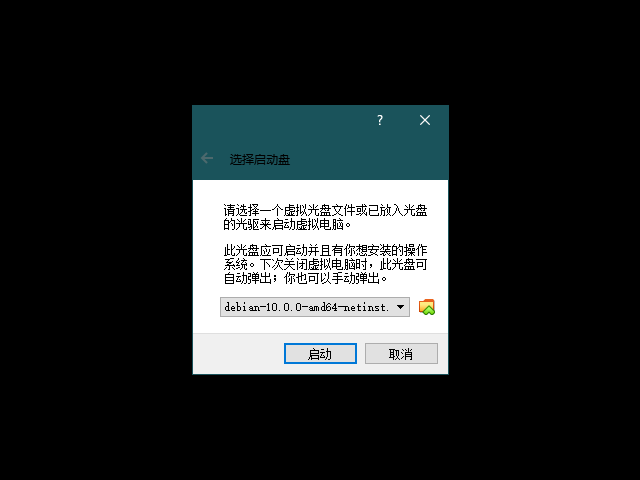 ?
选择启动盘
请选择一个虚拟光盘文件或已放入光盘
的光驱来启动虚拟电脑。
此光盘应可启动并且有你想安装的操作
系统。下次关闭虚拟电脑时，此光盘可
自动弹出；你也可以手动弹出。
debian-10.0.0-amd64-netinst.
启动 取消